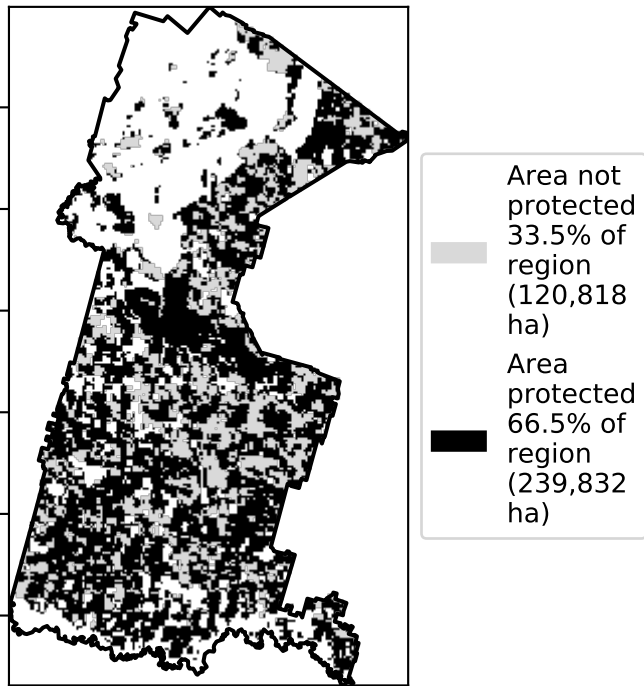 Area not
protected
33.5% of
region
(120,818
ha)
Area
protected
66.5% of
region
(239,832
ha)